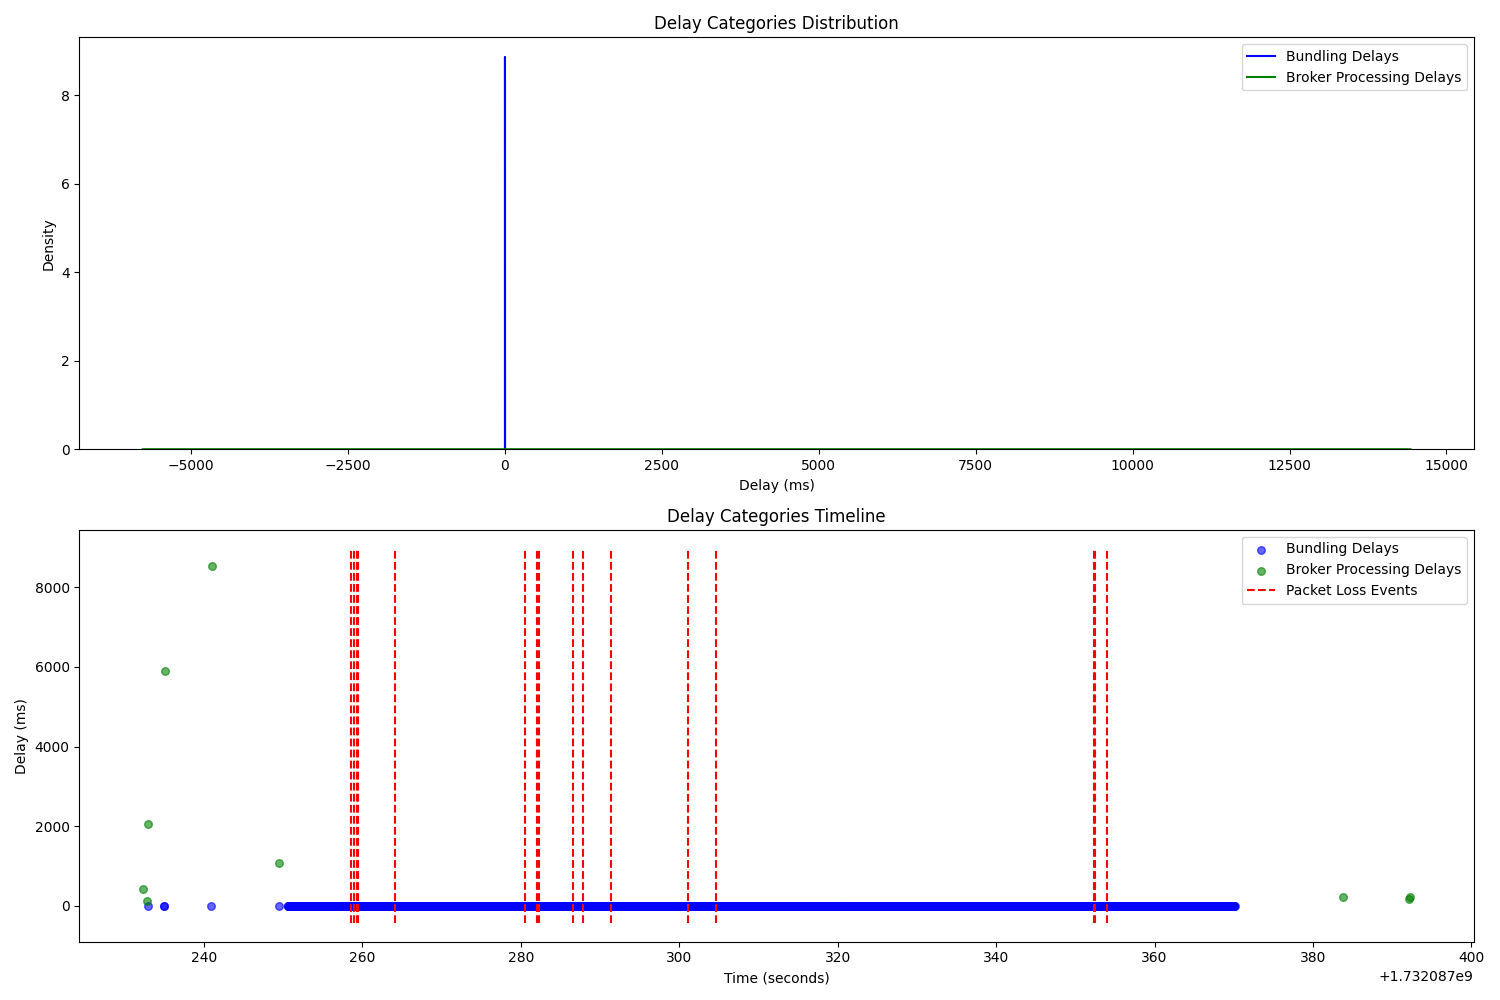 Delay Categories Distribution
Bundling Delays
Broker Processing Delays
8
6
4
2
0
Density
−5000
−2500
0
2500
5000
7500
10000
12500
15000
Delay (ms)
Delay Categories Timeline
Bundling Delays
Broker Processing Delays
Packet Loss Events
8000
6000
4000
2000
0
Delay (ms)
240
260
280
300
320
340
360
380
400
Time (seconds)
+1.732087e9